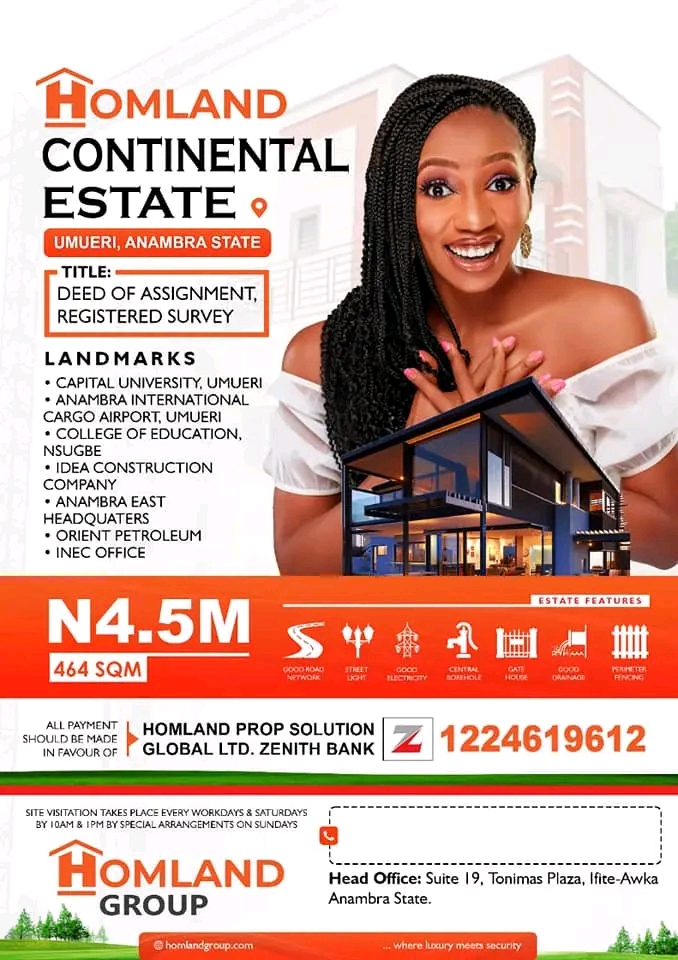 HOMLAND
CONTINENTAL
ESTATE
UMUERI, ANAMBRA STATE
TITLE:
DEED OF ASSIGNMENT,
REGISTERED SURVEY
LANDMARKS
• CAPITAL UNIVERSITY, UMUERI
• ANAMBRA INTERNATIONAL
CARGO AIRPORT, UMUERI
• COLLEGE OF EDUCATION,
NSUGBE
• IDEA CONSTRUCTION
COMPANY
• ANAMBRA EAST
HEADQUATERS
• ORIENT PETROLEUM
• INEC OFFICE
N4.5M
464 SQM
ESTATE FEATURES
GOOD ROAD
NETWORK
STREET
LIGHT
GOOD
ELECTRICITY
CENTRAL
BOREHOLE
GATE
HOUSE
GOOD
DRAINAGE
PERIMETER
FENCING
ALL PAYMENT
SHOULD BE MADE
IN FAVOUR OF
HOMLAND PROP SOLUTION
GLOBAL LTD. ZENITH BANK
Z
1224619612
SITE VISITATION TAKES PLACE EVERY WORKDAYS & SATURDAYS
BY 10AM & 1PM BY SPECIAL ARRANGEMENTS ON SUNDAYS
HOMLAND
GROUP
Head Office: Suite 19, Tonimas Plaza, Ifite-Awka
Anambra State.
@ homlandgroup.com
... where luxury meets security